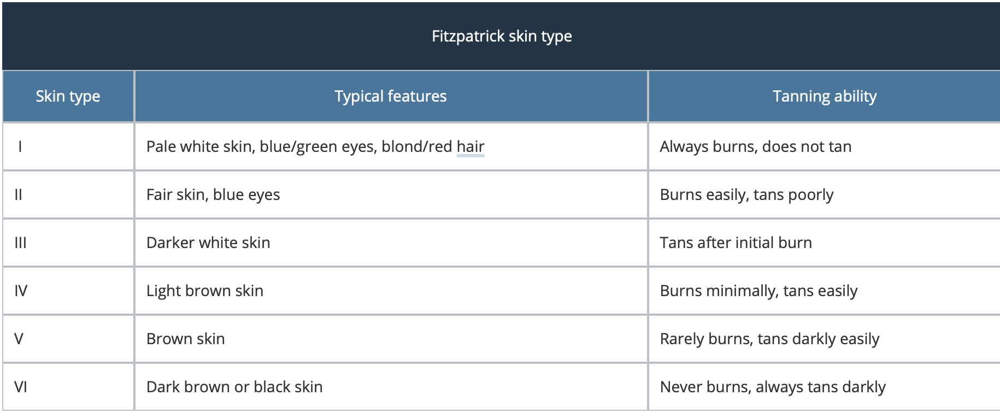 Fitzpatrick skin type
Skin type Typical features Tanning ability
I Pale white skin, blue/green eyes, blond/red hair Always burns, does not tan
II Fair skin, blue eyes Burns easily, tans poorly
III Darker white skin Tans after initial burn
IV Light brown skin Burns minimally, tans easily
V Brown skin Rarely burns, tans darkly easily
VI Dark brown or black skin Never burns, always tans darkly